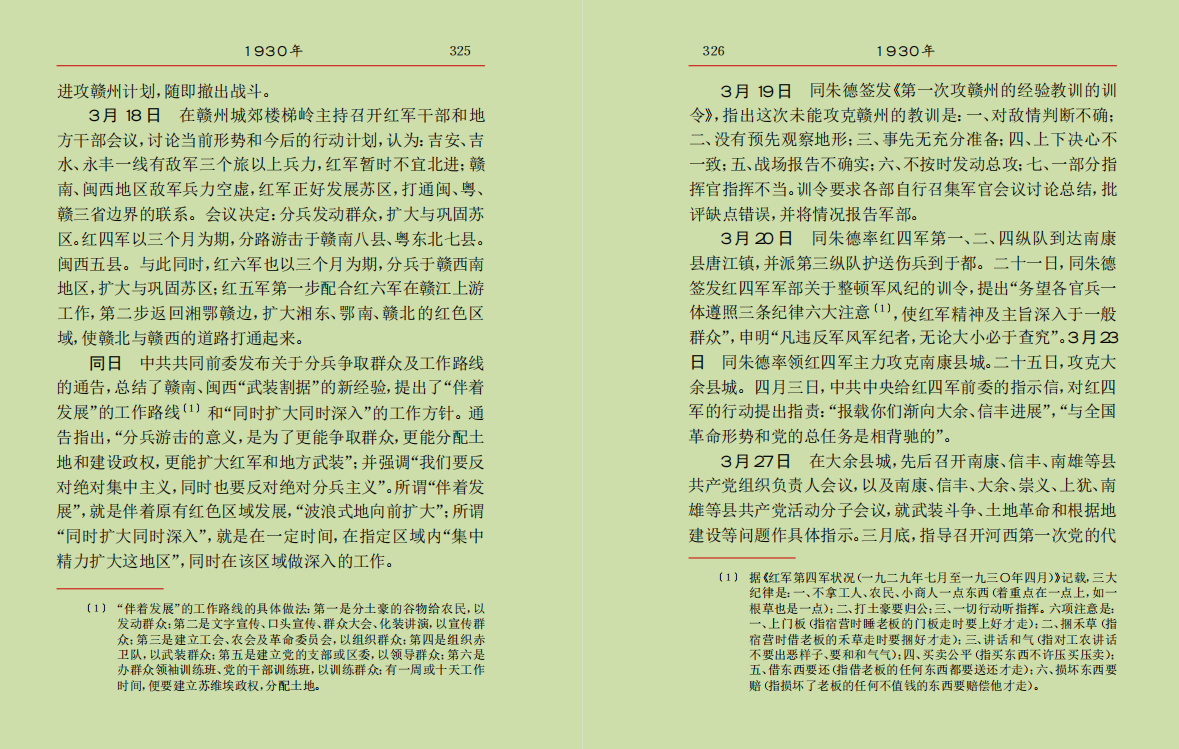 1930年 325
进攻赣州计划,随即撤出战斗。
3月18日 在赣州城郊楼梯岭主持召开红军干部和地
方干部会议,讨论当前形势和今后的行动计划,认为:吉安、吉
水、永丰一线有敌军三个旅以上兵力,红军暂时不宜北进;赣
南、闽西地区敌军兵力空虚,红军正好发展苏区,打通闽、粤、
赣三省边界的联系。会议决定:分兵发动群众,扩大与巩固苏
区。红四军以三个月为期,分路游击于赣南八县、粤东北七县。
闽西五县。与此同时,红六军也以三个月为期,分兵于赣西南
地区,扩大与巩固苏区;红五军第一步配合红六军在赣江上游
工作,第二步返回湘鄂赣边,扩大湘东、鄂南、赣北的红色区
域,使赣北与赣西的道路打通起来。
同日 中共共同前委发布关于分兵争取群众及工作路线
的通告,总结了赣南、闽西“武装割据”的新经验,提出了“伴着
发展”的工作路线〔1〕和“同时扩大同时深入”的工作方针。通
告指出,“分兵游击的意义,是为了更能争取群众,更能分配土
地和建设政权,更能扩大红军和地方武装”;并强调“我们要反
对绝对集中主义,同时也要反对绝对分兵主义”。所谓“伴着发
展”,就是伴着原有红色区域发展,“波浪式地向前扩大”;所谓
“同时扩大同时深入”,就是在一定时间,在指定区域内“集中
精力扩大这地区”,同时在该区域做深入的工作。
〔1〕 “伴着发展”的工作路线的具体做法:第一是分土豪的谷物给农民,以
发动群众;第二是文字宣传、口头宣传、群众大会、化装讲演,以宣传群
众;第三是建立工会、农会及革命委员会,以组织群众;第四是组织赤
卫队,以武装群众;第五是建立党的支部或区委,以领导群众;第六是
办群众领袖训练班、党的干部训练班,以训练群众;有一周或十天工作
时间,便要建立苏维埃政权,分配土地。
326 1930年
3月19日 同朱德签发《第一次攻赣州的经验教训的训
令》,指出这次未能攻克赣州的教训是:一、对敌情判断不确;
二、没有预先观察地形;三、事先无充分准备;四、上下决心不
一致;五、战场报告不确实;六、不按时发动总攻;七、一部分指
挥官指挥不当。训令要求各部自行召集军官会议讨论总结,批
评缺点错误,并将情况报告军部。
3月20日 同朱德率红四军第一、二、四纵队到达南康
县唐江镇,并派第三纵队护送伤兵到于都。二十一日,同朱德
签发红四军军部关于整顿军风纪的训令,提出“务望各官兵一
体遵照三条纪律六大注意〔1〕,使红军精神及主旨深入于一般
群众”,申明“凡违反军风军纪者,无论大小必于查究”。3月23
日 同朱德率领红四军主力攻克南康县城。二十五日,攻克大
余县城。四月三日,中共中央给红四军前委的指示信,对红四
军的行动提出指责:“报载你们渐向大余、信丰进展”,“与全国
革命形势和党的总任务是相背驰的”。
3月27日 在大余县城,先后召开南康、信丰、南雄等县
共产党组织负责人会议,以及南康、信丰、大余、崇义、上犹、南
雄等县共产党活动分子会议,就武装斗争、土地革命和根据地
建设等问题作具体指示。三月底,指导召开河西第一次党的代
〔1〕 据《红军第四军状况(一九二九年七月至一九三〇年四月)》记载,三大
纪律是:一、不拿工人、农民、小商人一点东西(着重点在一点上,如一
根草也是一点);二、打土豪要归公;三、一切行动听指挥。六项注意是:
一、上门板(指宿营时睡老板的门板走时要上好才走);二、捆禾草(指
宿营时借老板的禾草走时要捆好才走);三、讲话和气(指对工农讲话
不要出恶样子、要和和气气);四、买卖公平(指买东西不许压买压卖);
五、借东西要还(指借老板的任何东西都要送还才走);六、损坏东西要
赔(指损坏了老板的任何不值钱的东西要赔偿他才走)。